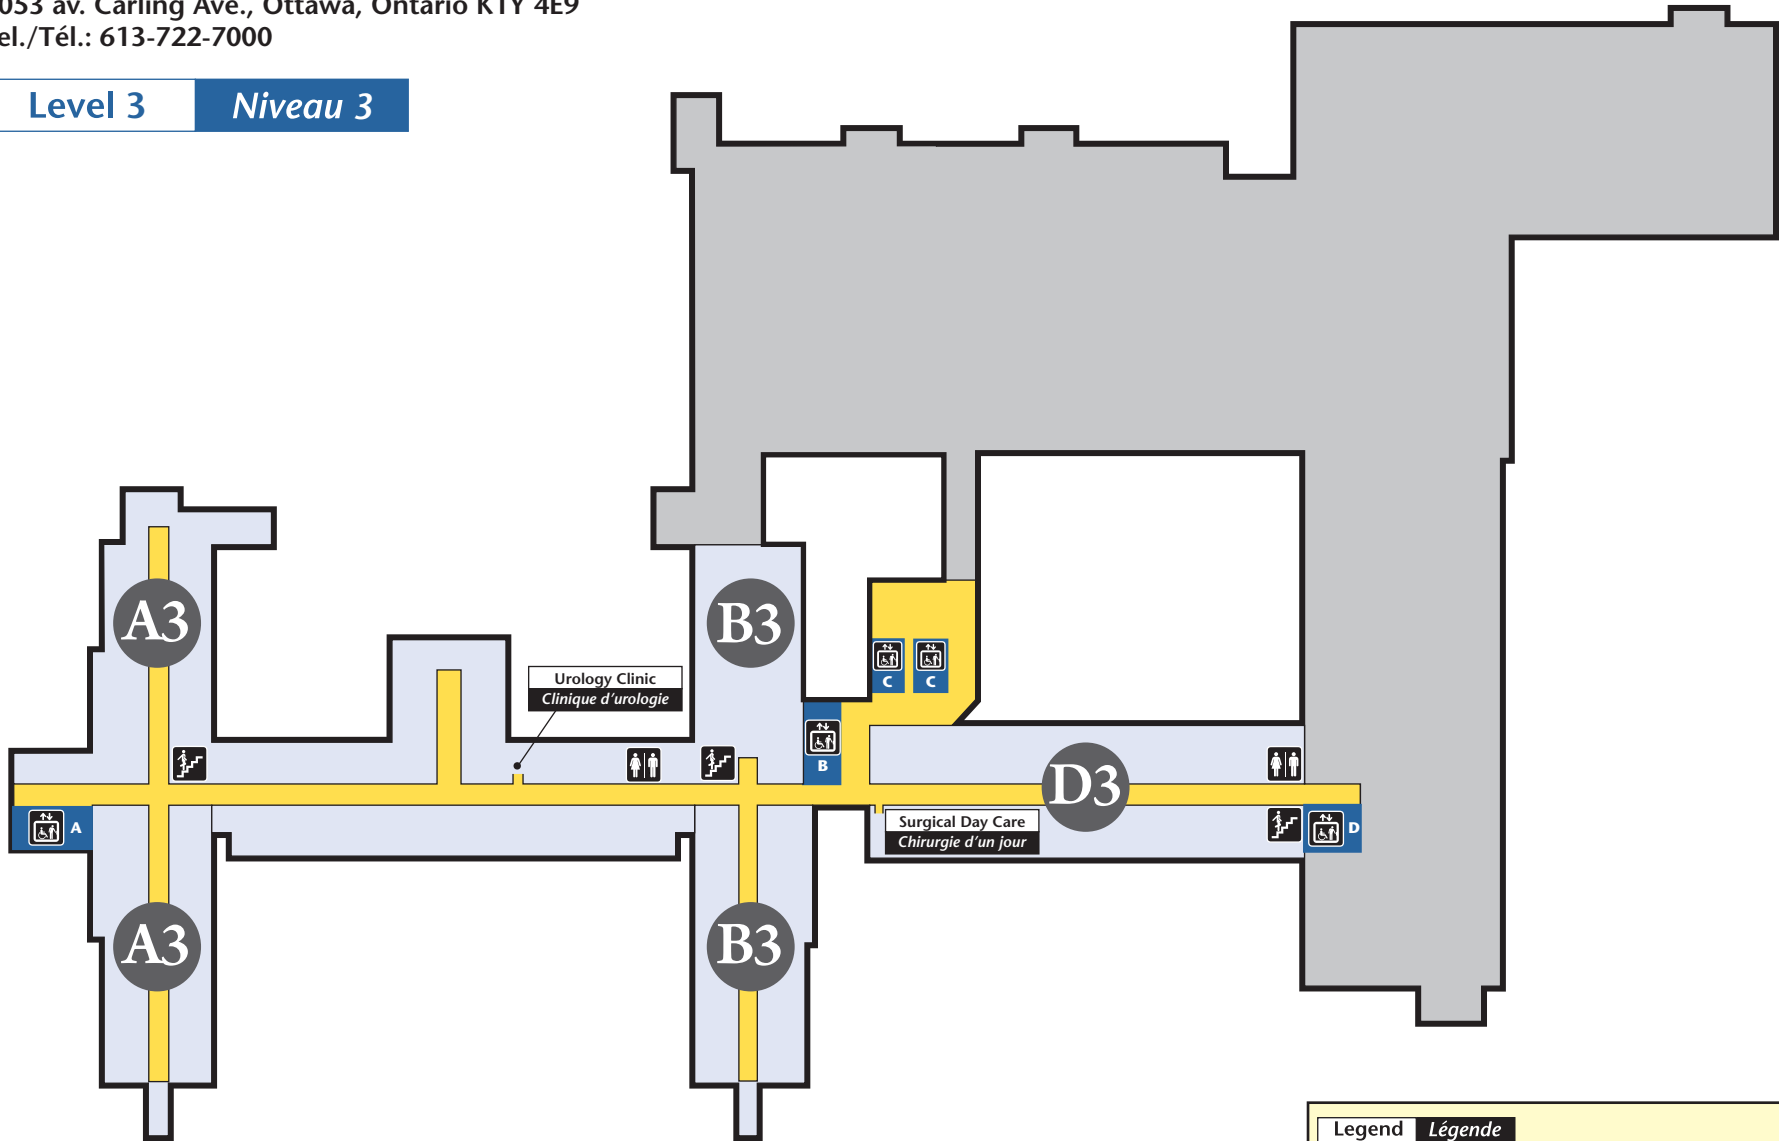 053 av. Carling Ave., Ottawa, Ontario K1Y 4E9
el./Tél.: 613-722-7000
Level 3 Niveau 3
A3
B3
Urology Clinic
Clinique d'urologie
C C
B
D3
A
Surgical Day Care
Chirurgie d'un jour
D
A3
B3
Legend Légende